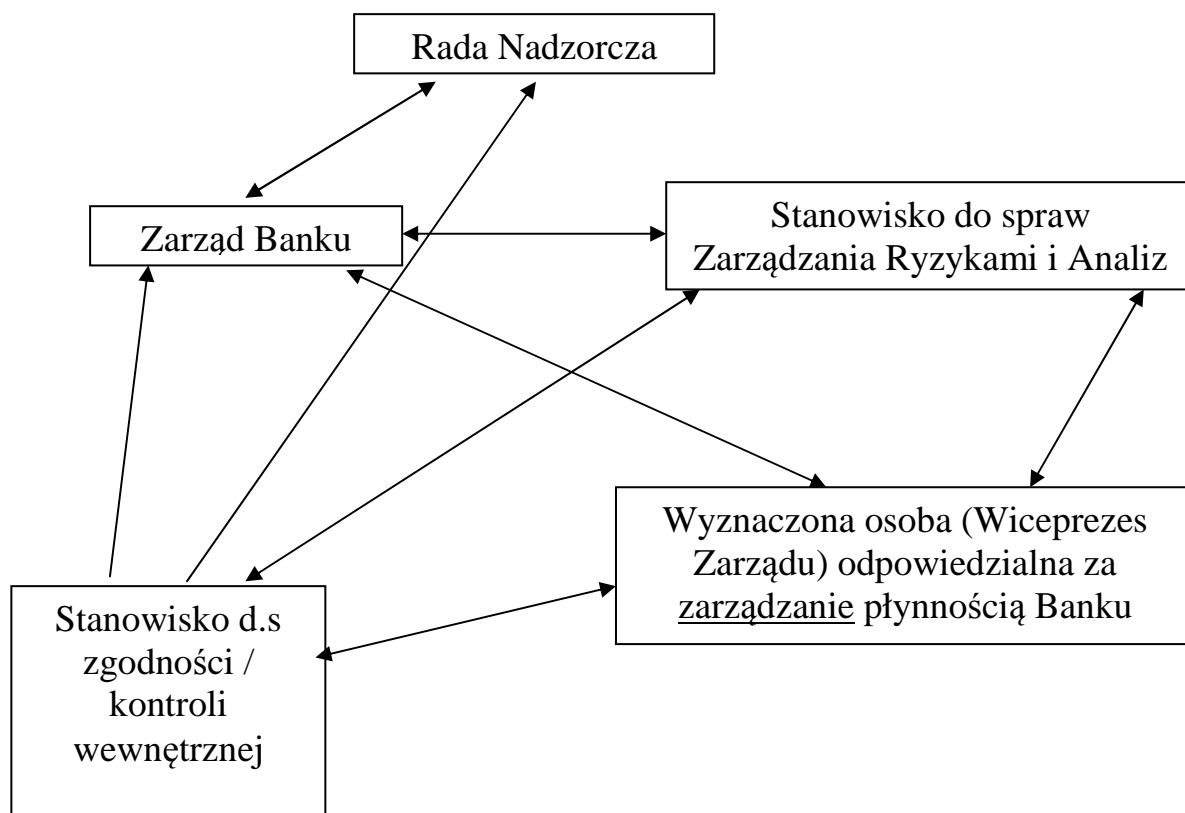 Rada Nadzorcza
Zarząd Banku
Stanowisko do spraw
Zarządzania Ryzykami i Analiz
Wyznaczona osoba (Wiceprezes
Zarządu) odpowiedzialna za
zarządzanie płynnością Banku
Stanowisko d.s
zgodności /
kontroli
wewnętrznej